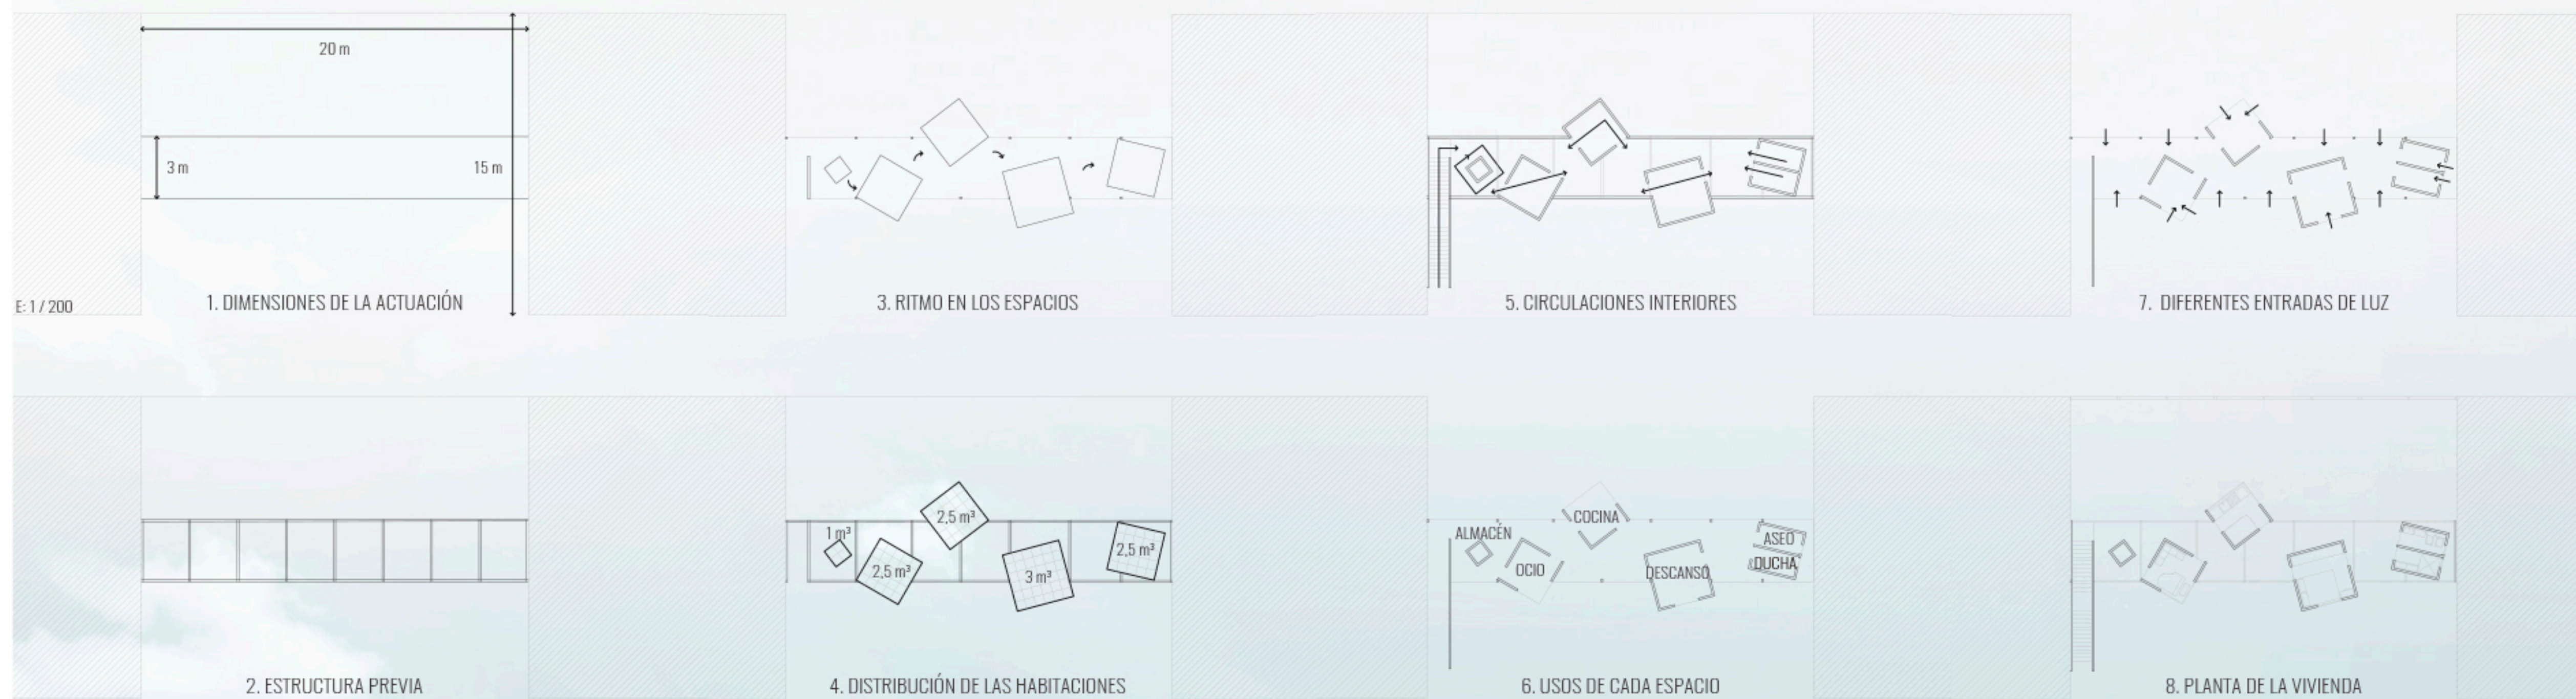 20 m
3 m
15 m
E: 1 / 200
1. DIMENSIONES DE LA ACTUACIÓN
3. RITMO EN LOS ESPACIOS
5. CIRCULACIONES INTERIORES
7. DIFERENTES ENTRADAS DE LUZ
2. ESTRUCTURA PREVIA
1 m³
2,5 m³
2,5 m³
3 m³
2,5 m³
4. DISTRIBUCIÓN DE LAS HABITACIONES
ALMACÉN
COCINA
OCIO
DESCANSO
ASEO
DUCHA
6. USOS DE CADA ESPACIO
8. PLANTA DE LA VIVIENDA